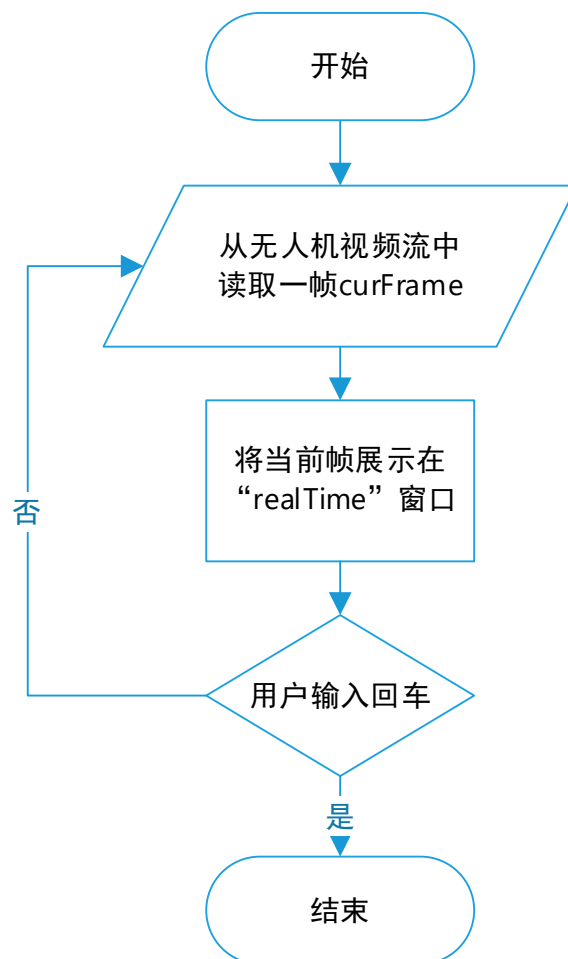 开始
从无人机视频流中
读取一帧curFrame
将当前帧展示在
“realTime”窗口
否
用户输入回车
是
结束